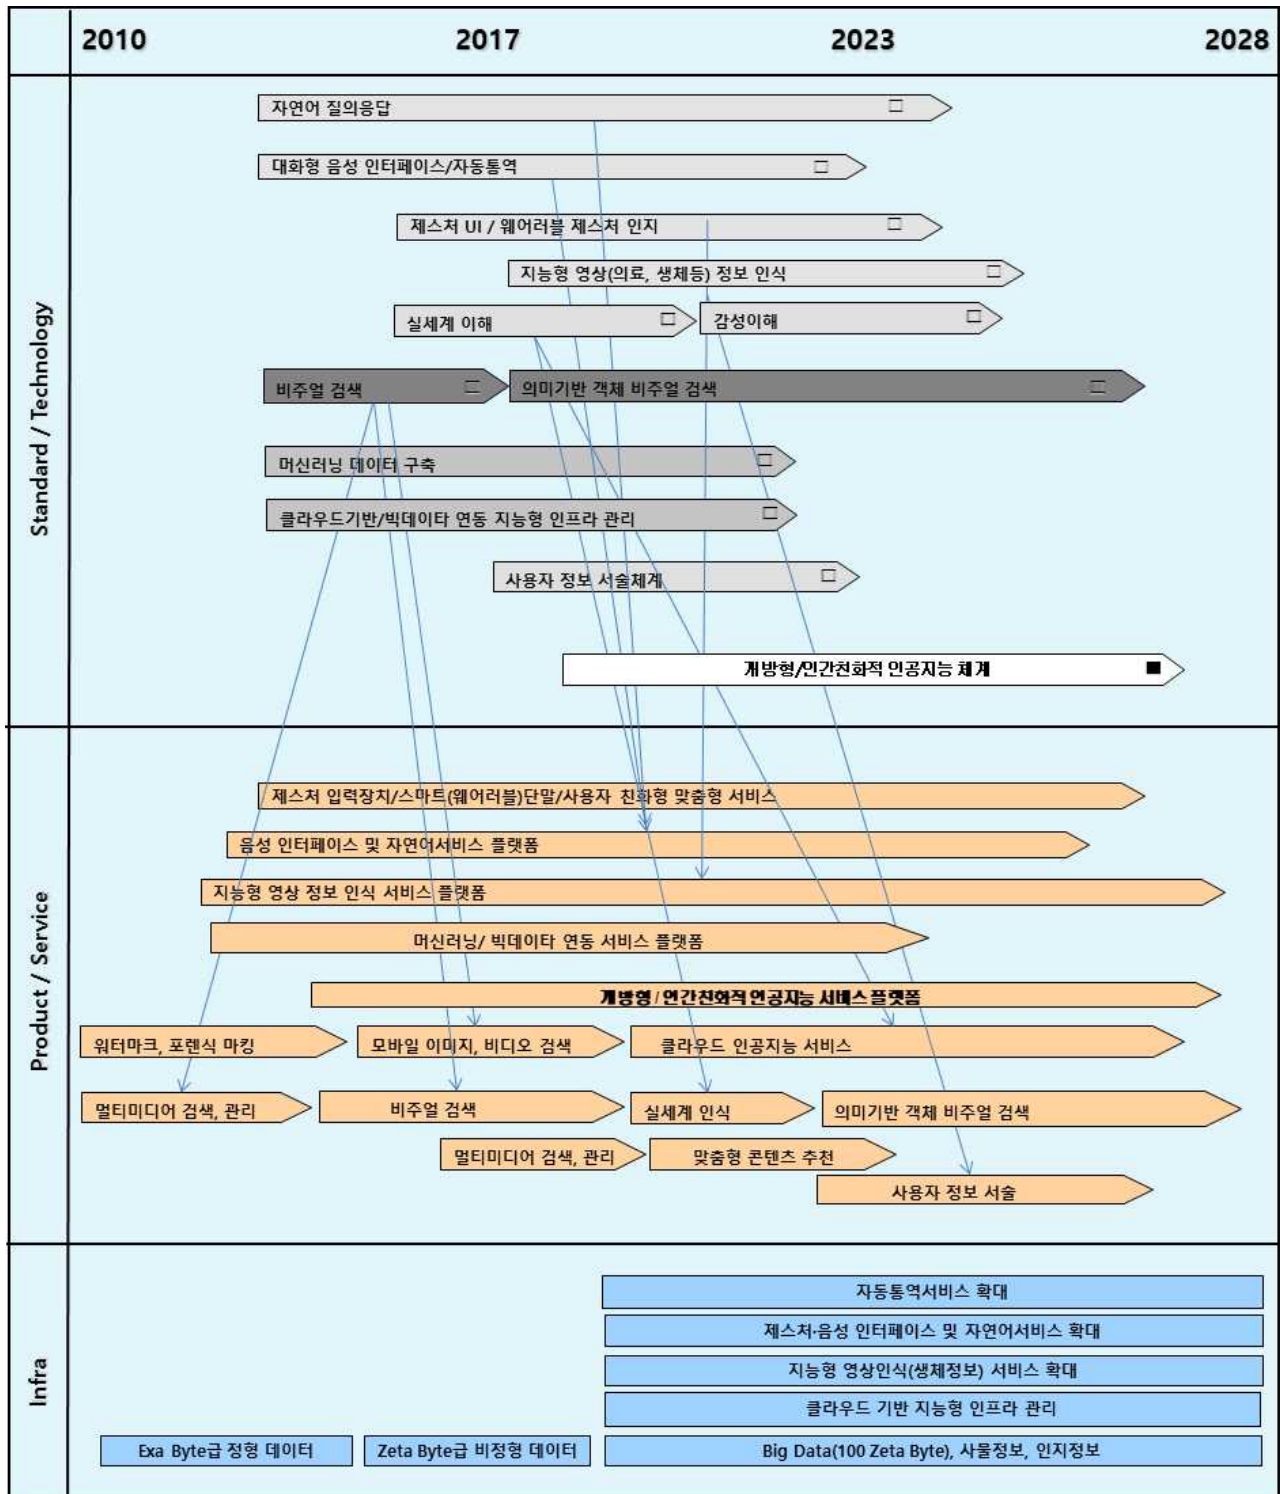 2010 2017 2023 2028
Standard / Technology
자연어 질의응답 □
대화형 음성 인터페이스/자동통역 □
제스처 UI / 웨어러블 제스처 인지 □
지능형 영상(의료, 생체등) 정보 인식 □
실세계 이해 □ 감성이해 □
비주얼 검색 □ 의미기반 객체 비주얼 검색 □
머신러닝 데이터 구축 □
클라우드기반/빅데이타 연동 지능형 인프라 관리 □
사용자 정보 서술체계 □
개방형/인간친화적 인공지능 체계 ■
Product / Service
제스처 입력장치/스마트(웨어러블)단말/사용자 친화형 맞춤형 서비스
음성 인터페이스 및 자연어서비스 플랫폼
지능형 영상 정보 인식 서비스 플랫폼
머신러닝/ 빅데이타 연동 서비스 플랫폼
개방형 / 인간친화적 인공지능 서비스 플랫폼
워터마크, 포렌식 마킹 모바일 이미지, 비디오 검색 클라우드 인공지능 서비스
멀티미디어 검색, 관리 비주얼 검색 실세계 인식 의미기반 객체 비주얼 검색
멀티미디어 검색, 관리 맞춤형 콘텐츠 추천
사용자 정보 서술
Infra
자동통역서비스 확대
제스처·음성 인터페이스 및 자연어서비스 확대
지능형 영상인식(생체정보) 서비스 확대
클라우드 기반 지능형 인프라 관리
Exa Byte급 정형 데이터 Zeta Byte급 비정형 데이터 Big Data(100 Zeta Byte), 사물정보, 인지정보